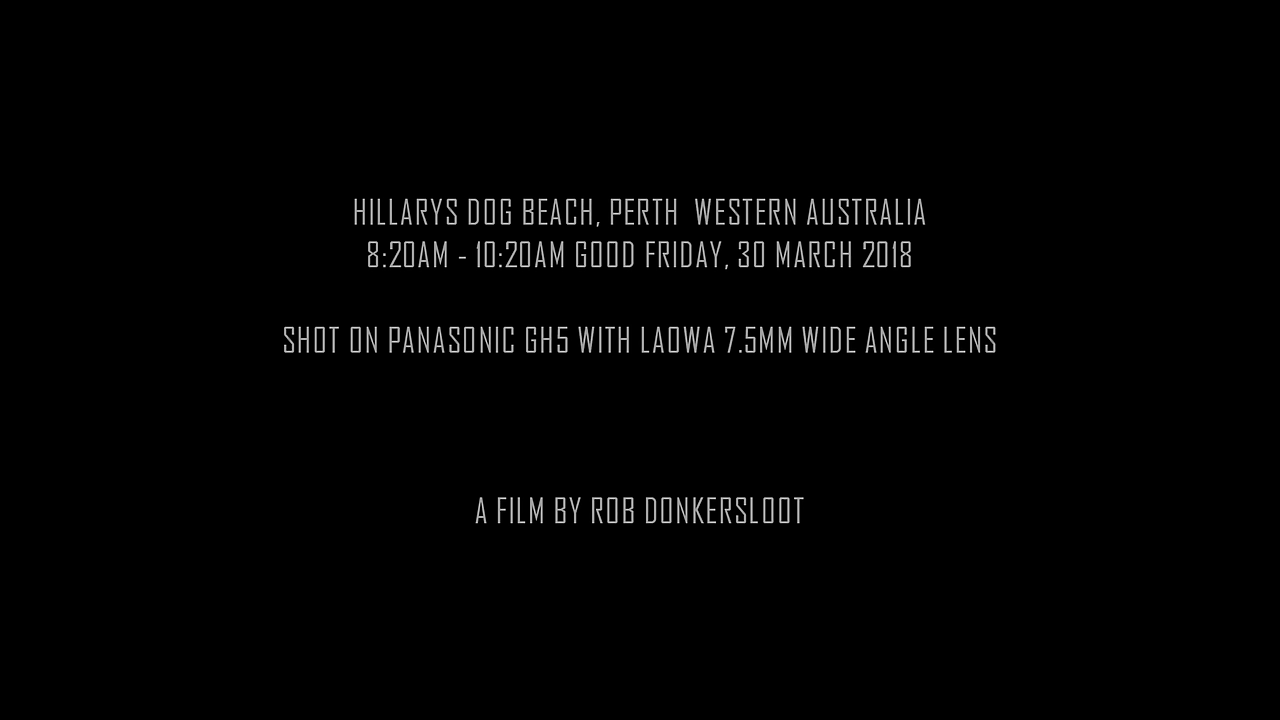 HILLARYS DOG BEACH, PERTH  WESTERN AUSTRALIA
8:20AM - 10:20AM GOOD FRIDAY, 30 MARCH 2018
SHOT ON PANASONIC GH5 WITH LAOWA 7.5MM WIDE ANGLE LENS
A FILM BY ROB DONKERSLOOT